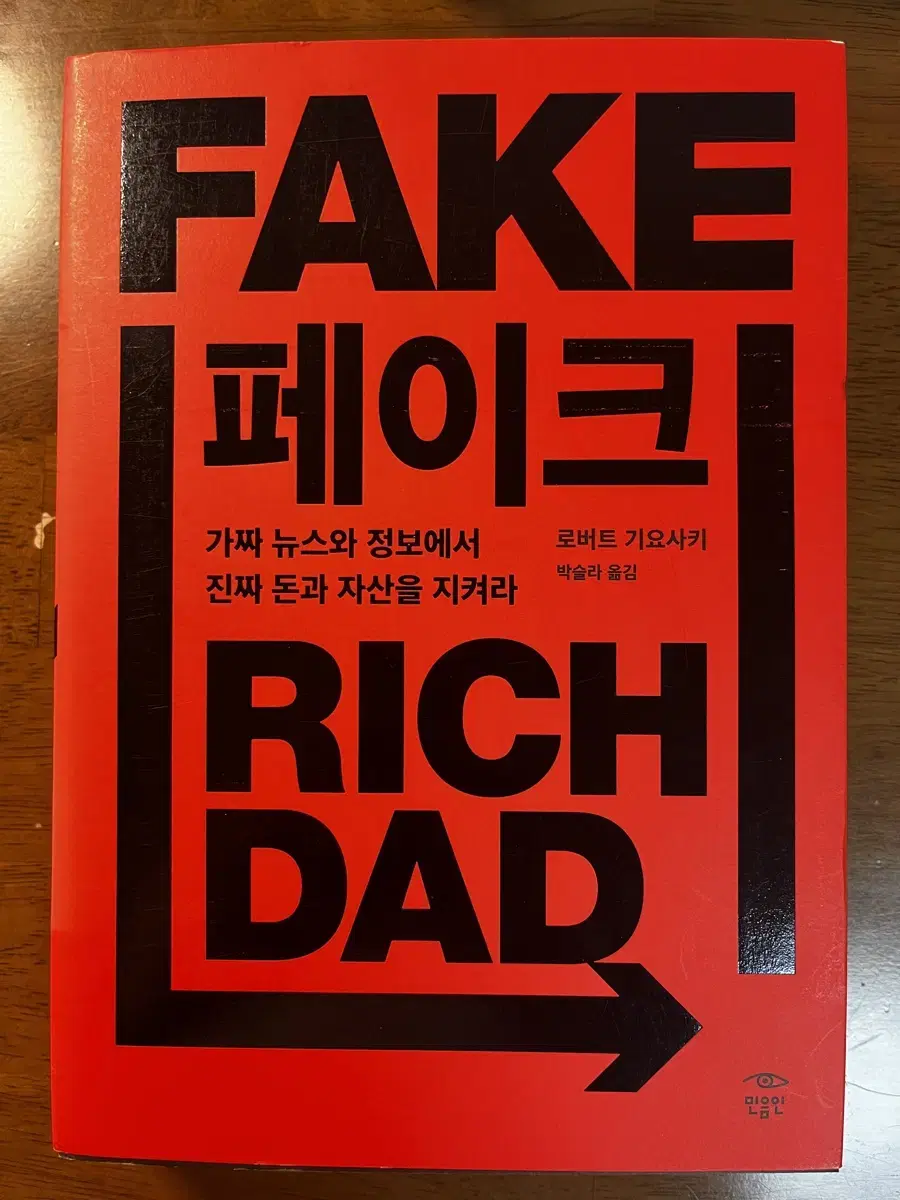 FAKE
페이크
가짜 뉴스와 정보에서
진짜 돈과 자산을 지켜라
로버트 기요사키
박슬라 옮김
RICH
DAD
민음인